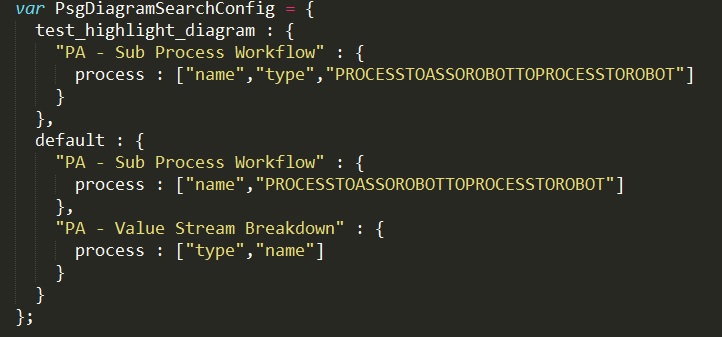 var PsgDiagramSearchConfig = {
  test_highlight_diagram : {
    "PA - Sub Process Workflow" : {
      process : ["name","type","PROCESSTOASSOROBOTTOPROCESSTOROBOT"]
    }
  },
  default : {
    "PA - Sub Process Workflow" : {
      process : ["name","PROCESSTOASSOROBOTTOPROCESSTOROBOT"]
    },
    "PA - Value Stream Breakdown" : {
      process : ["type","name"]
    }
  }
};